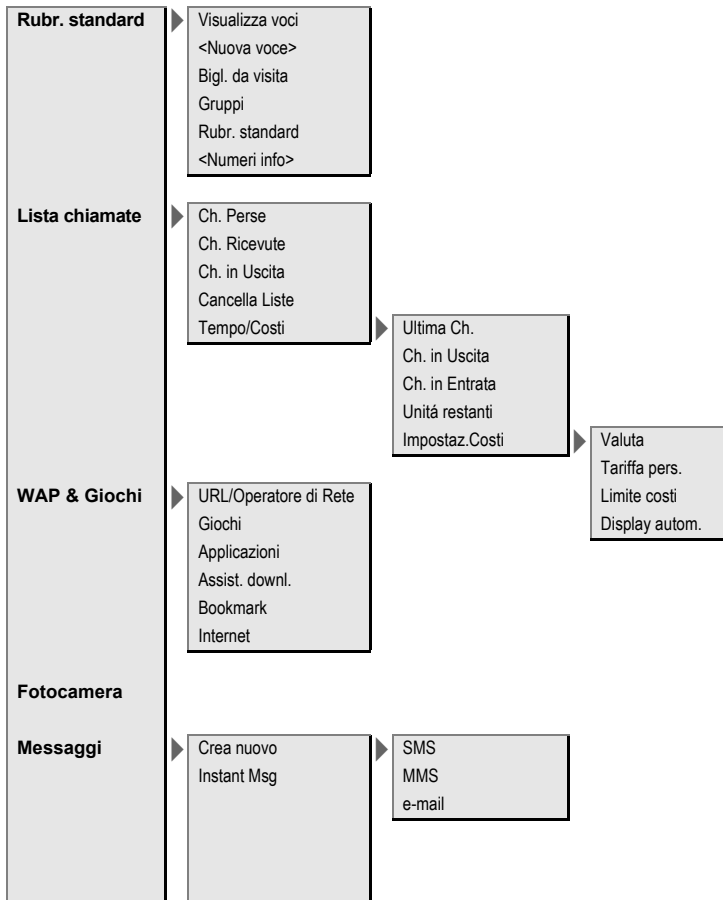 Rubr. standard
Visualizza voci
<Nuova voce>
Bigl. da visita
Gruppi
Rubr. standard
<Numeri info>
Lista chiamate
Ch. Perse
Ch. Ricevute
Ch. in Uscita
Cancella Liste
Tempo/Costi
Ultima Ch.
Ch. in Uscita
Ch. in Entrata
Unitá restanti
Impostaz.Costi
Valuta
Tariffa pers.
Limite costi
Display autom.
WAP & Giochi
URL/Operatore di Rete
Giochi
Applicazioni
Assist. downl.
Bookmark
Internet
Fotocamera
Messaggi
Crea nuovo
Instant Msg
SMS
MMS
e-mail